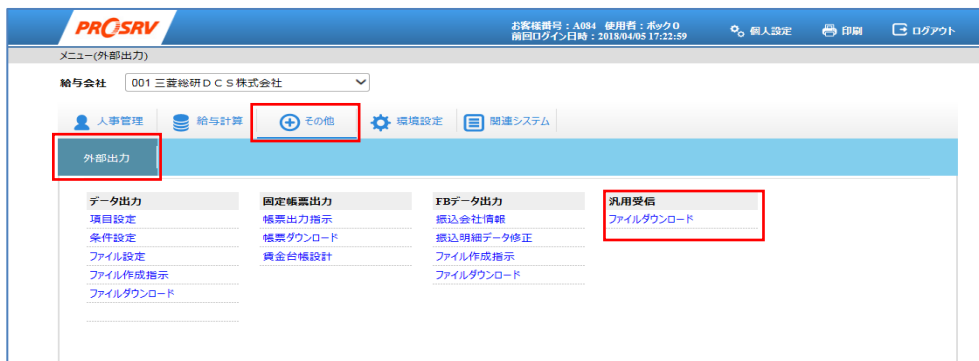 PROSRV
お客様番号：A084 使用者：ボック０
前回ログイン日時：2018/04/05 17:22:59
個人設定
印刷
ログアウト
メニュー(外部出力)
給与会社 001 三菱総研ＤＣＳ株式会社
人事管理 給与計算 その他 環境設定 関連システム
外部出力
データ出力 固定帳票出力 FBデータ出力 汎用受信
項目設定 帳票出力指示 振込会社情報 ファイルダウンロード
条件設定 帳票ダウンロード 振込明細データ修正
ファイル設定 賃金台帳設計 ファイル作成指示
ファイル作成指示 ファイルダウンロード
ファイルダウンロード